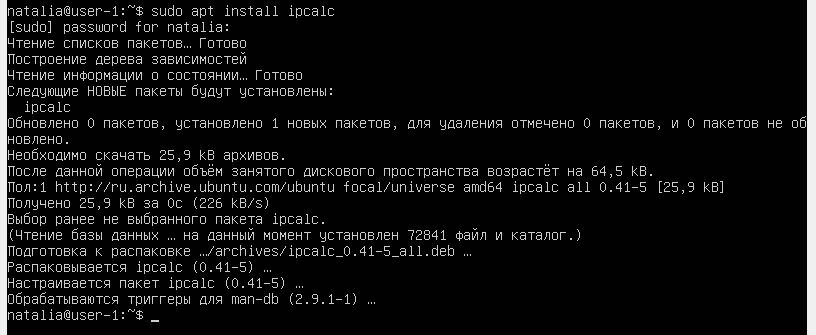 natalia@user-1:~$ sudo apt install ipcalc
[sudo] password for natalia:
Чтение списков пакетов… Готово
Построение дерева зависимостей
Чтение информации о состоянии… Готово
Следующие НОВЫЕ пакеты будут установлены:
  ipcalc
Обновлено 0 пакетов, установлено 1 новых пакетов, для удаления отмечено 0 пакетов, и 0 пакетов не об
новлено.
Необходимо скачать 25,9 kB архивов.
После данной операции объём занятого дискового пространства возрастёт на 64,5 kB.
Пол:1 http://ru.archive.ubuntu.com/ubuntu focal/universe amd64 ipcalc all 0.41-5 [25,9 kB]
Получено 25,9 kB за 0с (226 kB/s)
Выбор ранее не выбранного пакета ipcalc.
(Чтение базы данных … на данный момент установлен 72841 файл и каталог.)
Подготовка к распаковке …/archives/ipcalc_0.41-5_all.deb …
Распаковывается ipcalc (0.41-5) …
Настраивается пакет ipcalc (0.41-5) …
Обрабатываются триггеры для man-db (2.9.1-1) …
natalia@user-1:~$ _